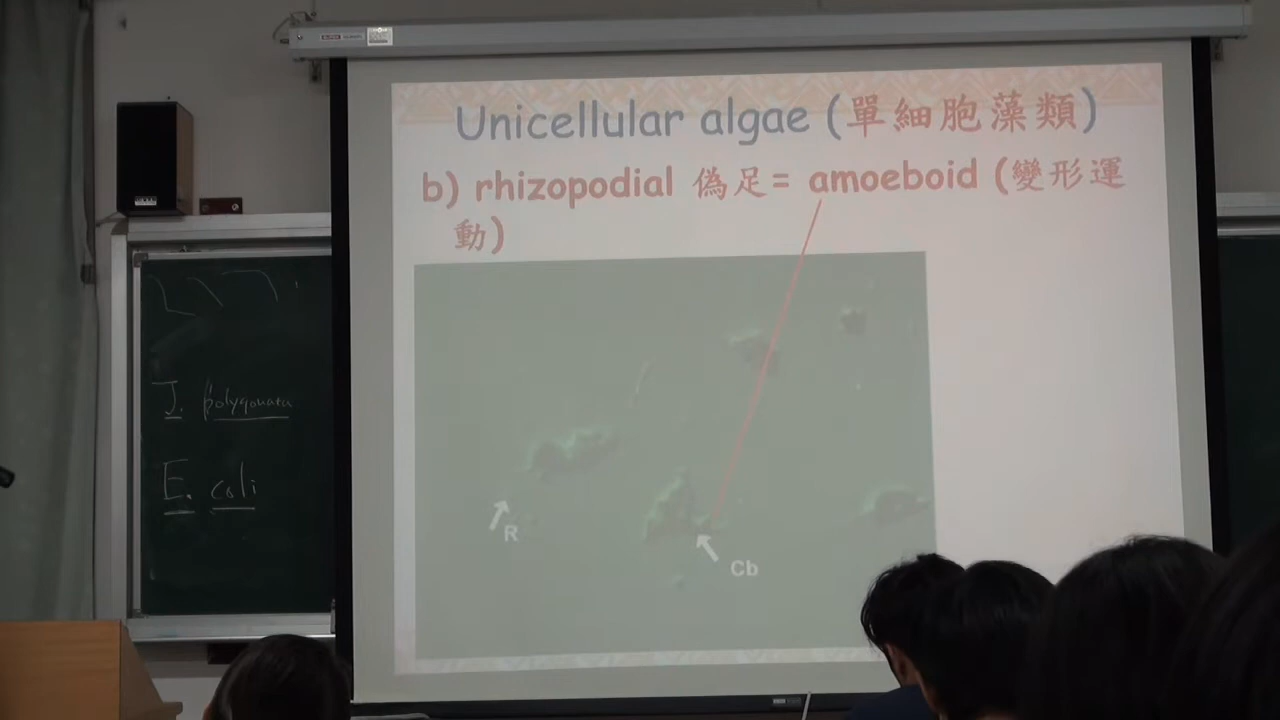 Unicellular algae (單細胞藻類)
b) rhizopodial 偽足= amoeboid (變形運
動)
R
Cb
J. polygonata
E. coli